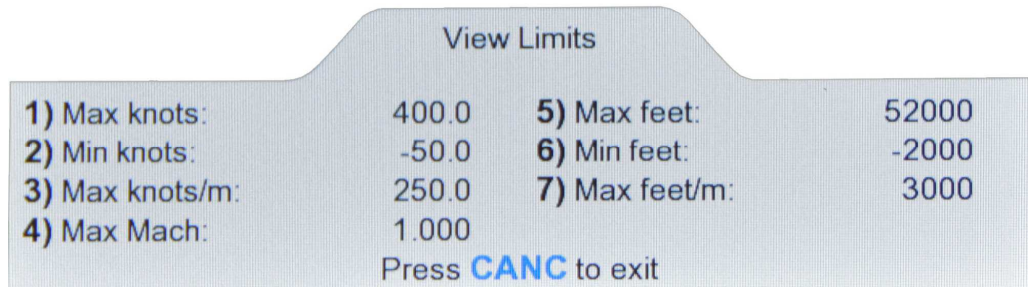 View Limits
1) Max knots: 400.0 5) Max feet: 52000
2) Min knots: -50.0 6) Min feet: -2000
3) Max knots/m: 250.0 7) Max feet/m: 3000
4) Max Mach: 1.000
Press CANC to exit